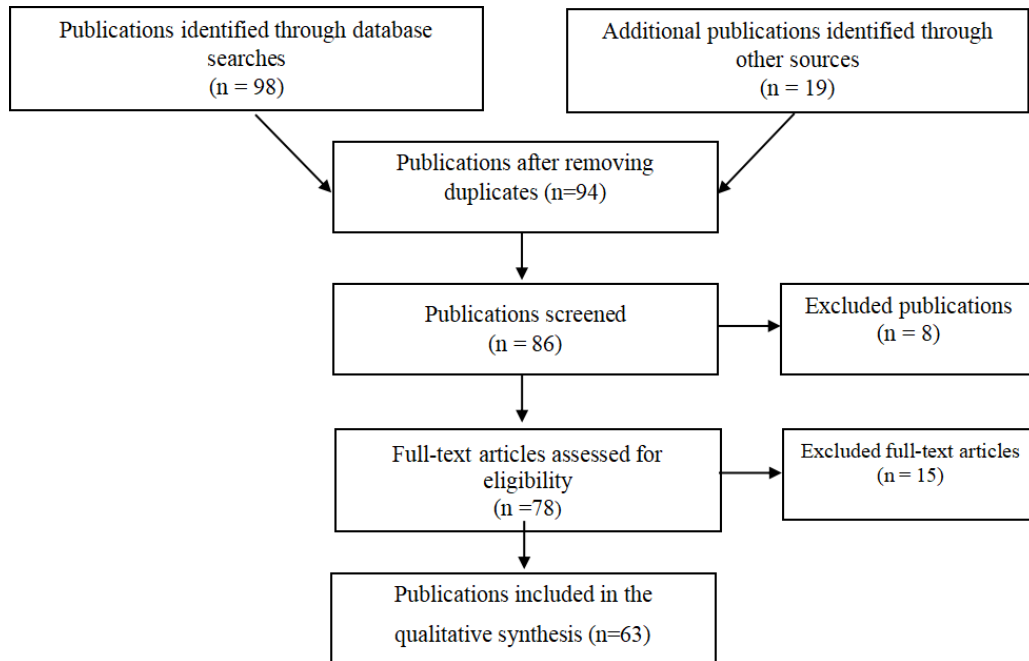 Publications identified through database
searches
(n = 98)
Additional publications identified through
other sources
(n = 19)
Publications after removing
duplicates (n=94)
Publications screened
(n = 86)
Excluded publications
(n = 8)
Full-text articles assessed for
eligibility
(n =78)
Excluded full-text articles
(n = 15)
Publications included in the
qualitative synthesis (n=63)